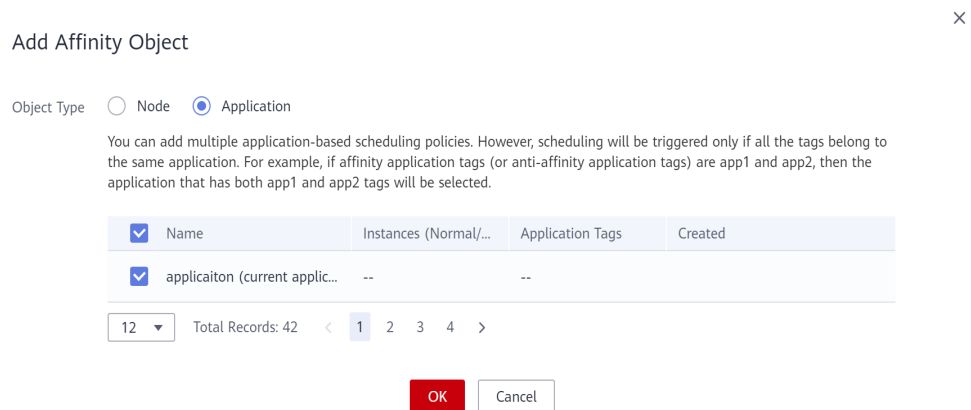 Add Affinity Object
Object Type Node Application
You can add multiple application-based scheduling policies. However, scheduling will be triggered only if all the tags belong to
the same application. For example, if affinity application tags (or anti-affinity application tags) are app1 and app2, then the
application that has both app1 and app2 tags will be selected.
Name Instances (Normal/... Application Tags Created
applicaiton (current applic... -- --
12 Total Records: 42 < 1 2 3 4 >
OK Cancel